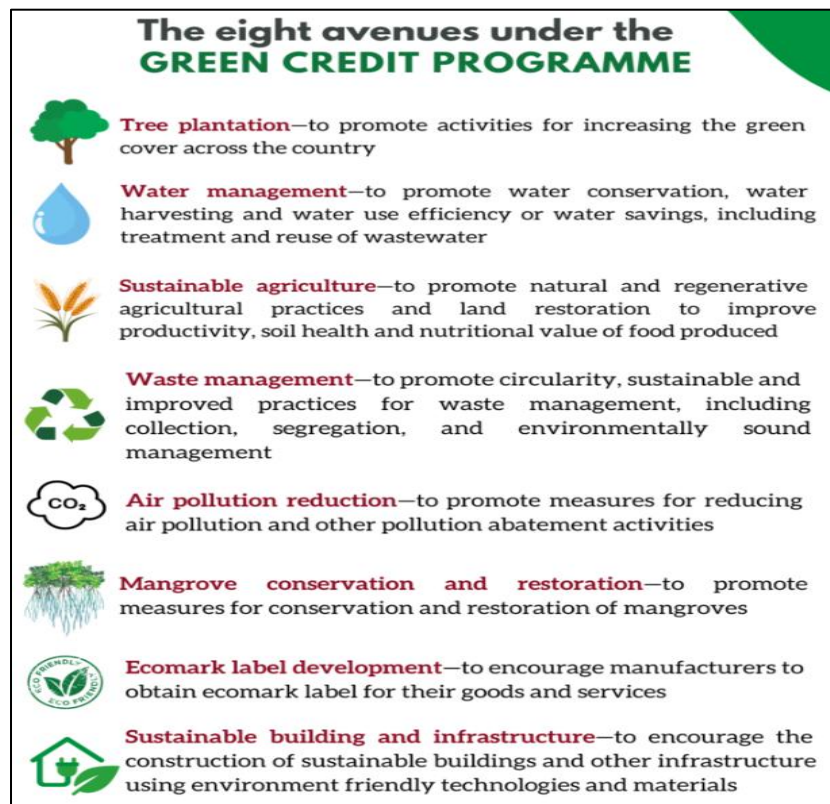 The eight avenues under the
GREEN CREDIT PROGRAMME
Tree plantation—to promote activities for increasing the green
cover across the country
Water management—to promote water conservation, water
harvesting and water use efficiency or water savings, including
treatment and reuse of wastewater
Sustainable agriculture—to promote natural and regenerative
agricultural practices and land restoration to improve
productivity, soil health and nutritional value of food produced
Waste management—to promote circularity, sustainable and
improved practices for waste management, including
collection, segregation, and environmentally sound
management
CO₂
Air pollution reduction—to promote measures for reducing
air pollution and other pollution abatement activities
Mangrove conservation and restoration—to promote
measures for conservation and restoration of mangroves
ECO FRIENDLY
ECO FRIENDLY
Ecomark label development—to encourage manufacturers to
obtain ecomark label for their goods and services
Sustainable building and infrastructure—to encourage the
construction of sustainable buildings and other infrastructure
using environment friendly technologies and materials